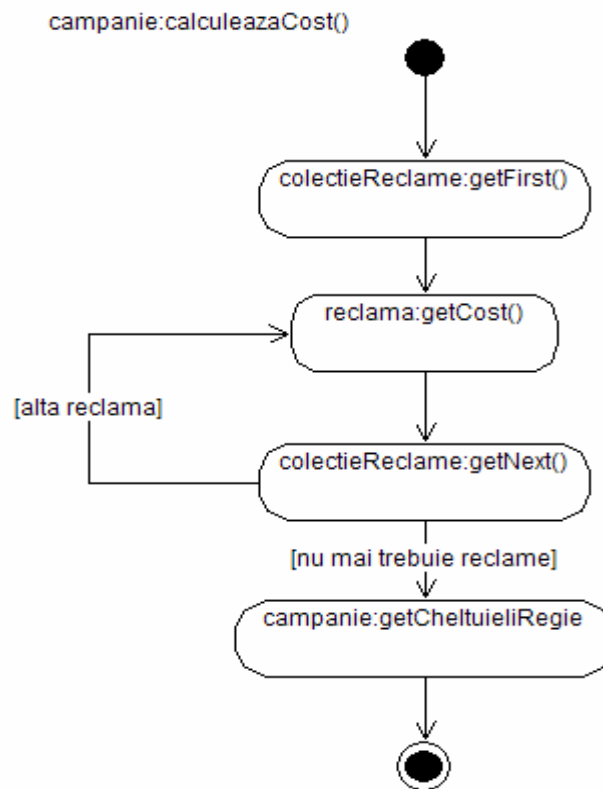 campanie:calculeazaCost()
colectieReclame:getFirst()
reclama:getCost()
[alta reclama]
colectieReclame:getNext()
[nu mai trebuie reclame]
campanie:getCheltuieliRegie